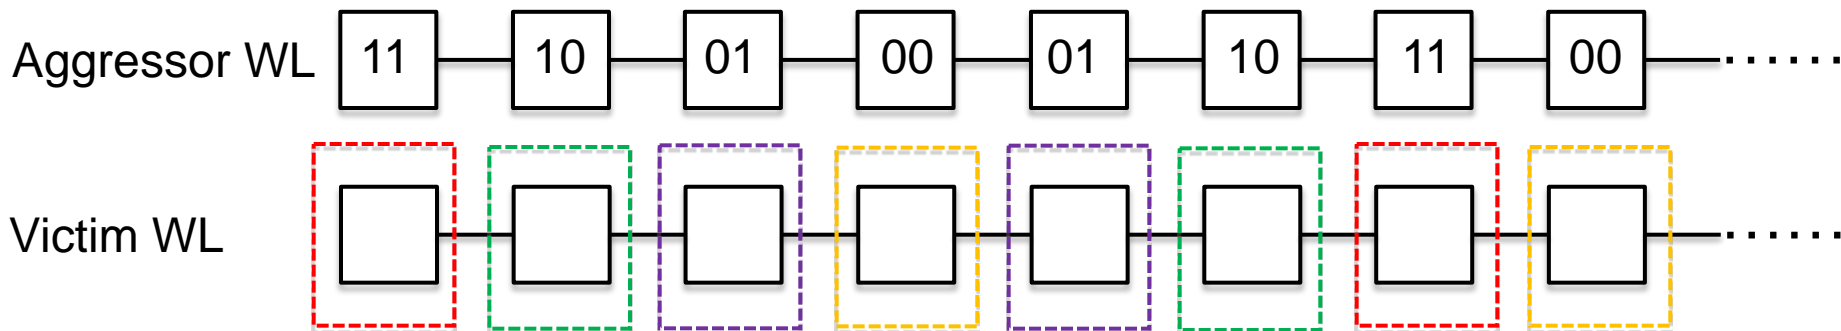 Aggressor WL 11 10 01 00 01 10 11 00 ......
Victim WL ......